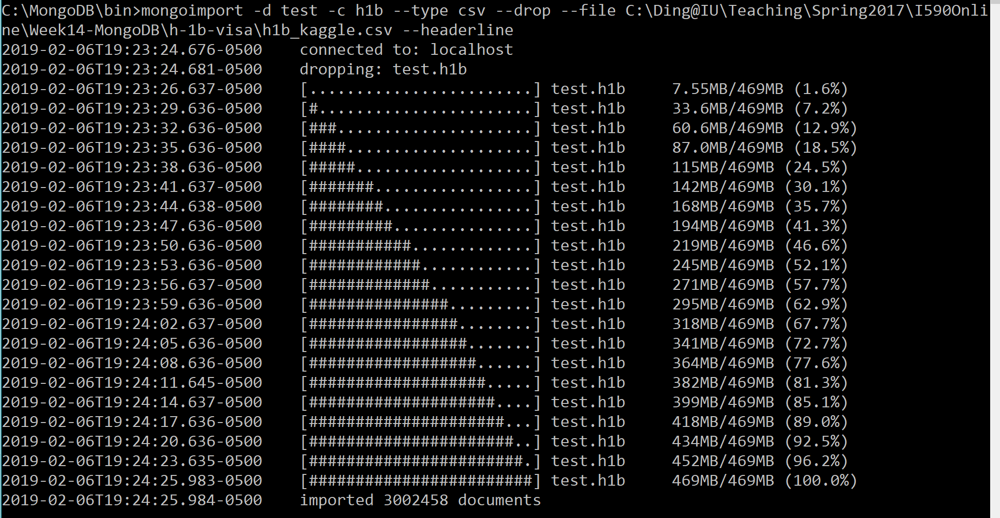 C:\MongoDB\bin>mongoimport -d test -c h1b --type csv --drop --file C:\Ding@IU\Teaching\Spring2017\I590Onli
ne\Week14-MongoDB\h-1b-visa\h1b_kaggle.csv --headerline
2019-02-06T19:23:24.676-0500    connected to: localhost
2019-02-06T19:23:24.681-0500    dropping: test.h1b
2019-02-06T19:23:26.637-0500    [........................] test.h1b     7.55MB/469MB (1.6%)
2019-02-06T19:23:29.636-0500    [#.......................] test.h1b     33.6MB/469MB (7.2%)
2019-02-06T19:23:32.636-0500    [###.....................] test.h1b     60.6MB/469MB (12.9%)
2019-02-06T19:23:35.636-0500    [####....................] test.h1b     87.0MB/469MB (18.5%)
2019-02-06T19:23:38.636-0500    [#####...................] test.h1b     115MB/469MB (24.5%)
2019-02-06T19:23:41.637-0500    [#######.................] test.h1b     142MB/469MB (30.1%)
2019-02-06T19:23:44.638-0500    [########................] test.h1b     168MB/469MB (35.7%)
2019-02-06T19:23:47.636-0500    [#########...............] test.h1b     194MB/469MB (41.3%)
2019-02-06T19:23:50.636-0500    [###########.............] test.h1b     219MB/469MB (46.6%)
2019-02-06T19:23:53.636-0500    [############............] test.h1b     245MB/469MB (52.1%)
2019-02-06T19:23:56.637-0500    [#############...........] test.h1b     271MB/469MB (57.7%)
2019-02-06T19:23:59.636-0500    [###############.........] test.h1b     295MB/469MB (62.9%)
2019-02-06T19:24:02.637-0500    [################........] test.h1b     318MB/469MB (67.7%)
2019-02-06T19:24:05.636-0500    [#################.......] test.h1b     341MB/469MB (72.7%)
2019-02-06T19:24:08.636-0500    [##################......] test.h1b     364MB/469MB (77.6%)
2019-02-06T19:24:11.645-0500    [###################.....] test.h1b     382MB/469MB (81.3%)
2019-02-06T19:24:14.637-0500    [####################....] test.h1b     399MB/469MB (85.1%)
2019-02-06T19:24:17.636-0500    [#####################...] test.h1b     418MB/469MB (89.0%)
2019-02-06T19:24:20.636-0500    [######################..] test.h1b     434MB/469MB (92.5%)
2019-02-06T19:24:23.635-0500    [#######################.] test.h1b     452MB/469MB (96.2%)
2019-02-06T19:24:25.983-0500    [########################] test.h1b     469MB/469MB (100.0%)
2019-02-06T19:24:25.984-0500    imported 3002458 documents